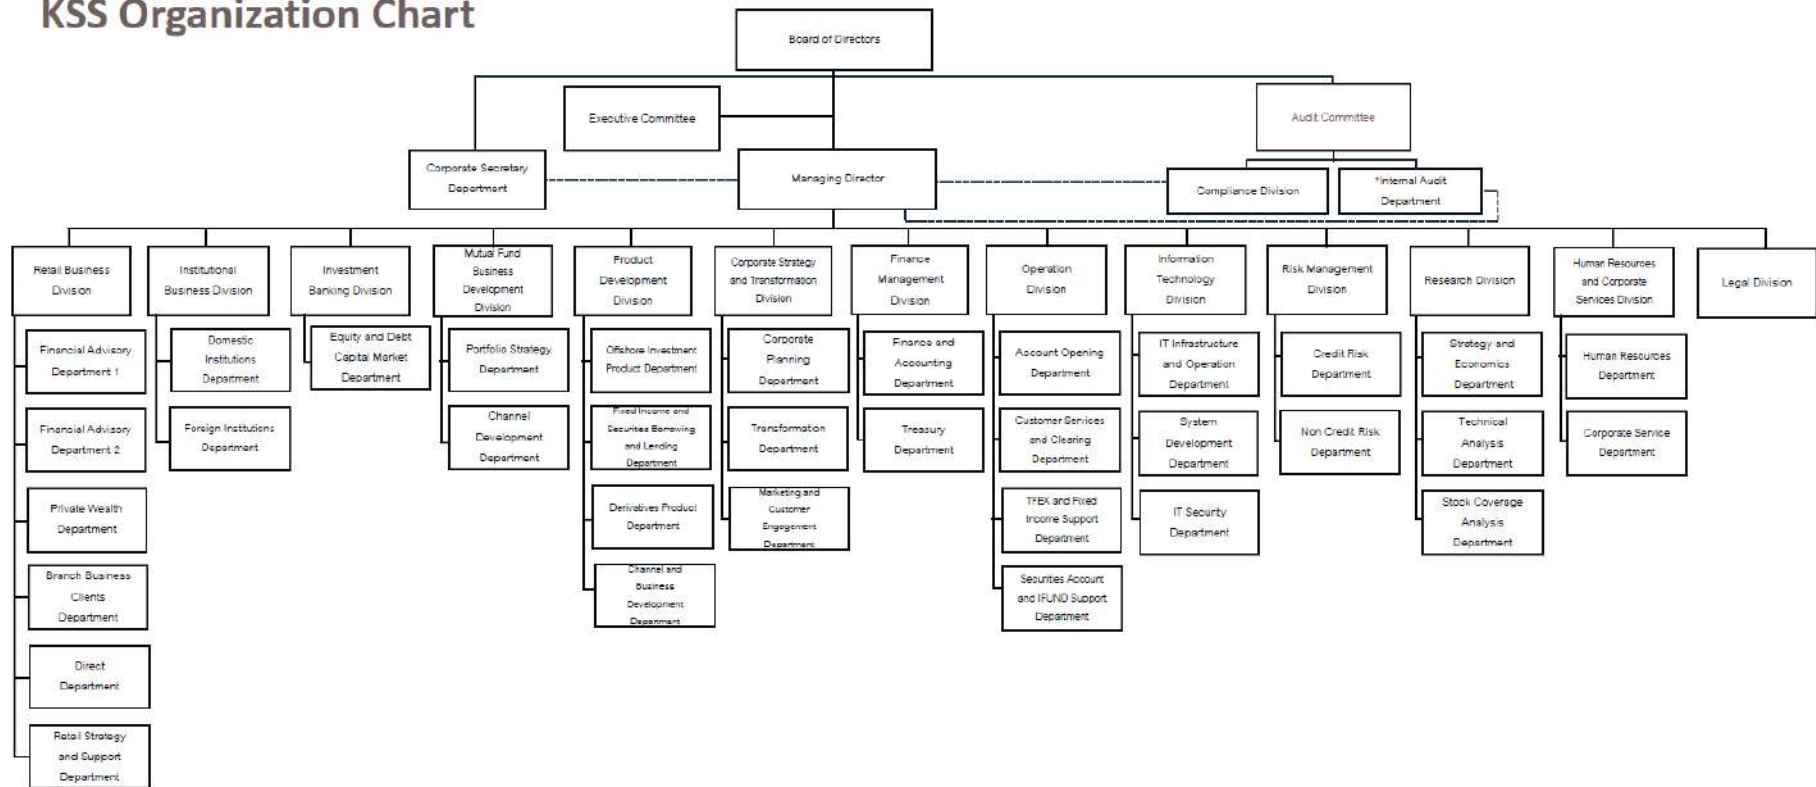 KSS Organization Chart
Board of Directors
Executive Committee
Audit Committee
Corporate Secretary
Department
Managing Director
Compliance Division
*Internal Audit
Department
Retail Business
Division
Institutional
Business Division
Investment
Banking Division
Mutual Fund
Business
Development
Division
Product
Development
Division
Corporate Strategy
and Transformation
Division
Finance
Management
Division
Operation
Division
Information
Technology
Division
Risk Management
Division
Research Division
Human Resources
and Corporate
Services Division
Legal Division
Financial Advisory
Department 1
Financial Advisory
Department 2
Private Wealth
Department
Branch Business
Clients
Department
Direct
Department
Retail Strategy
and Support
Department
Domestic
Institutions
Department
Foreign Institutions
Department
Equity and Debt
Capital Market
Department
Portfolio Strategy
Department
Channel
Development
Department
Offshore Investment
Product Department
Fixed Income and
Securities Borrowing
and Lending
Department
Derivatives Product
Department
Channel and
Business
Development
Department
Corporate
Planning
Department
Transformation
Department
Marketing and
Customer
Engagement
Department
Finance and
Accounting
Department
Treasury
Department
Account Opening
Department
Customer Services
and Clearing
Department
TFEX and Fixed
Income Support
Department
Securities Account
and IFUND Support
Department
IT Infrastructure
and Operation
Department
System
Development
Department
IT Security
Department
Credit Risk
Department
Non Credit Risk
Department
Strategy and
Economics
Department
Technical
Analysis
Department
Stock Coverage
Analysis
Department
Human Resources
Department
Corporate Service
Department